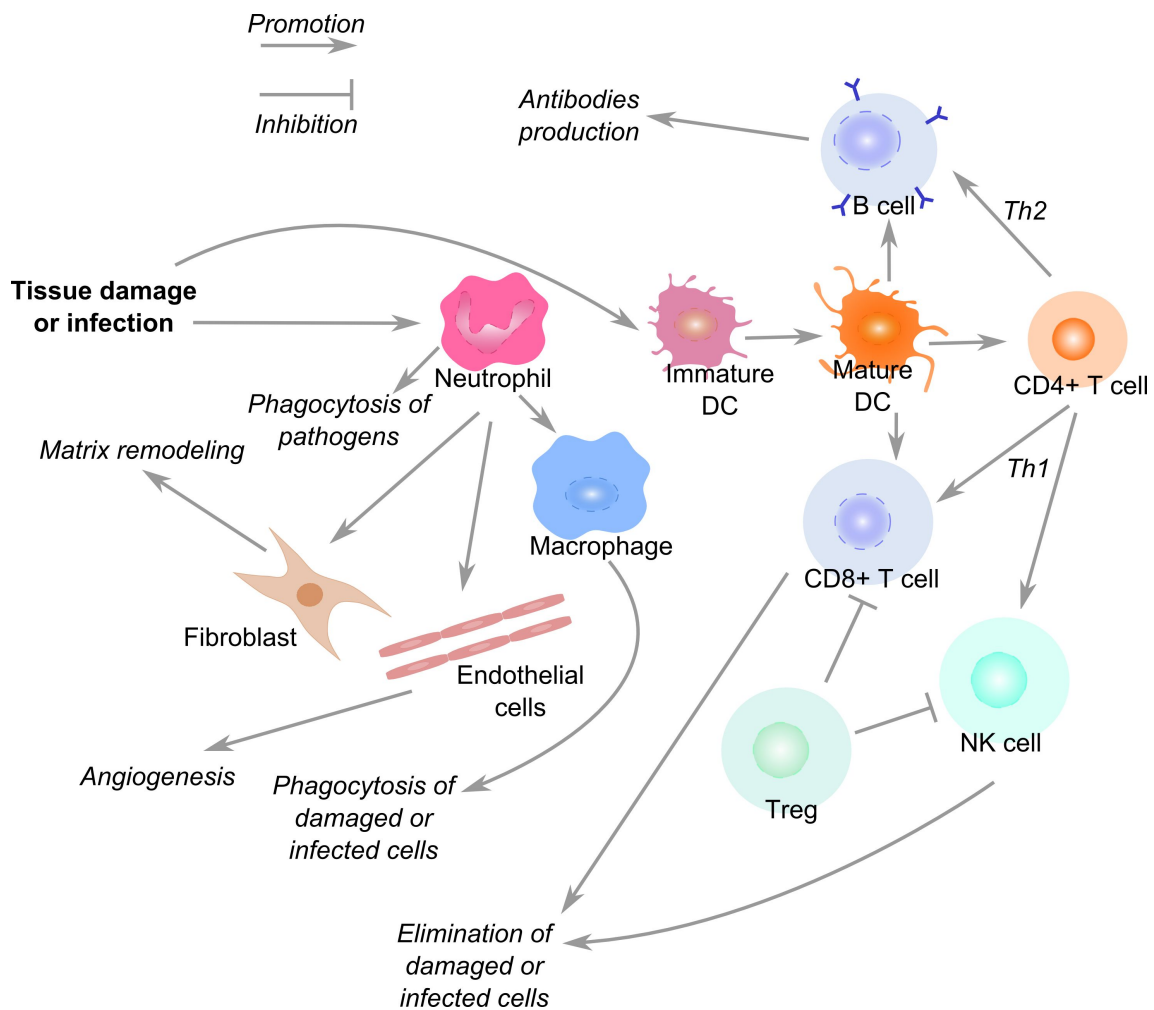 Promotion
Inhibition
Antibodies
production
B cell
Th2
Tissue damage
or infection
Neutrophil
Immature
DC
Mature
DC
CD4+ T cell
Phagocytosis of
pathogens
Matrix remodeling
Th1
Macrophage
CD8+ T cell
Fibroblast
Endothelial
cells
NK cell
Angiogenesis
Phagocytosis of
damaged or
infected cells
Treg
Elimination of
damaged or
infected cells